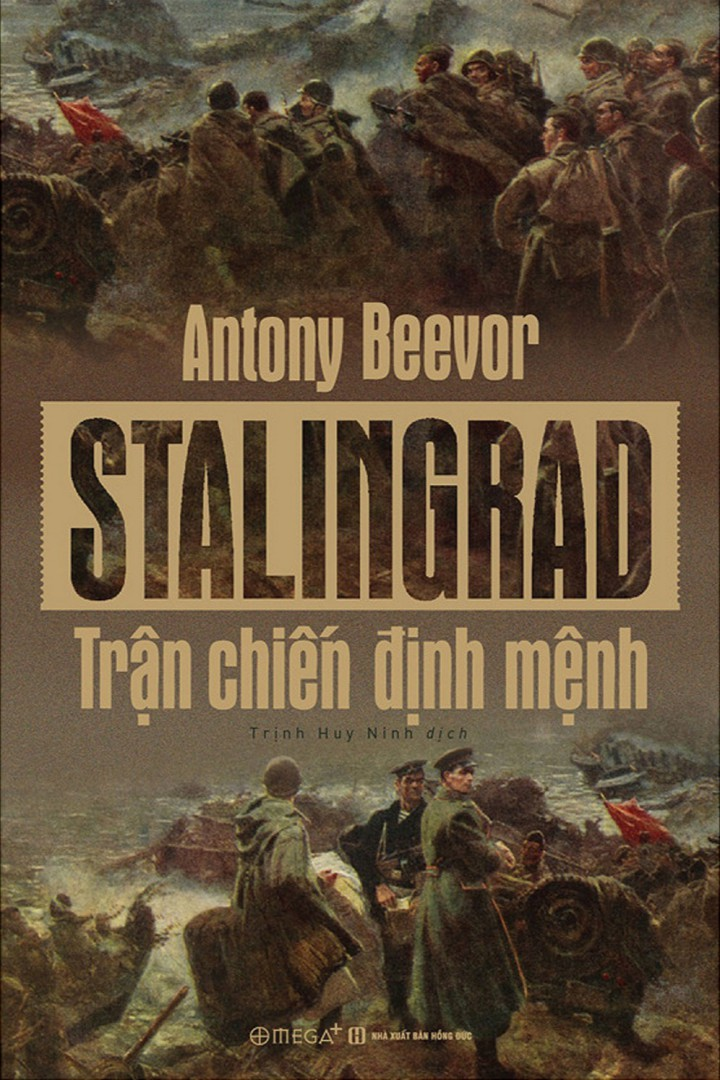 Antony Beevor
STALINGRAD
Trận chiến định mệnh
Trịnh Huy Ninh dịch
OMEGA+ H NHÀ XUẤT BẢN HỒNG ĐỨC